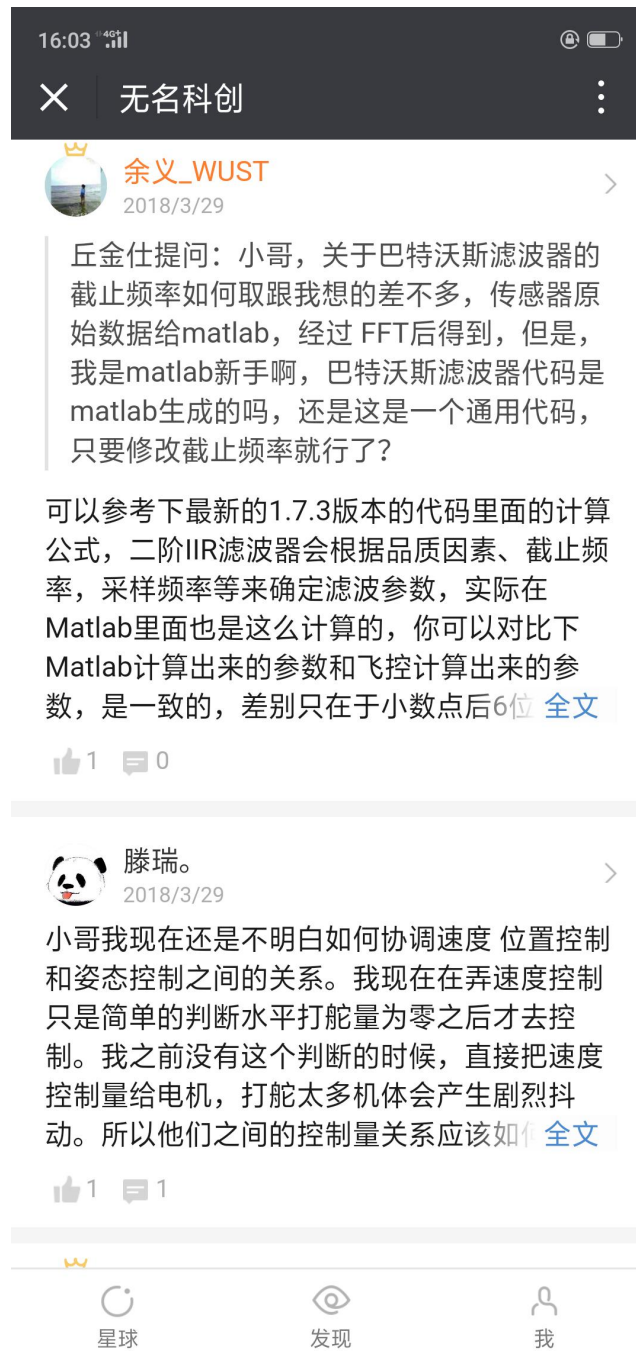 16:03 4G+
无名科创
余义_WUST
2018/3/29
丘金仕提问：小哥，关于巴特沃斯滤波器的
截止频率如何取跟我想的差不多，传感器原
始数据给matlab，经过 FFT后得到，但是，
我是matlab新手啊，巴特沃斯滤波器代码是
matlab生成的吗，还是这是一个通用代码，
只要修改截止频率就行了？
可以参考下最新的1.7.3版本的代码里面的计算
公式，二阶IIR滤波器会根据品质因素、截止频
率，采样频率等来确定滤波参数，实际在
Matlab里面也是这么计算的，你可以对比下
Matlab计算出来的参数和飞控计算出来的参
数，是一致的，差别只在于小数点后6位 全文
1 0
滕瑞。
2018/3/29
小哥我现在还是不明白如何协调速度 位置控制
和姿态控制之间的关系。我现在在弄速度控制
只是简单的判断水平打舵量为零之后才去控
制。我之前没有这个判断的时候，直接把速度
控制量给电机，打舵太多机体会产生剧烈抖
动。所以他们之间的控制量关系应该如 全文
1 1
星球 发现 我